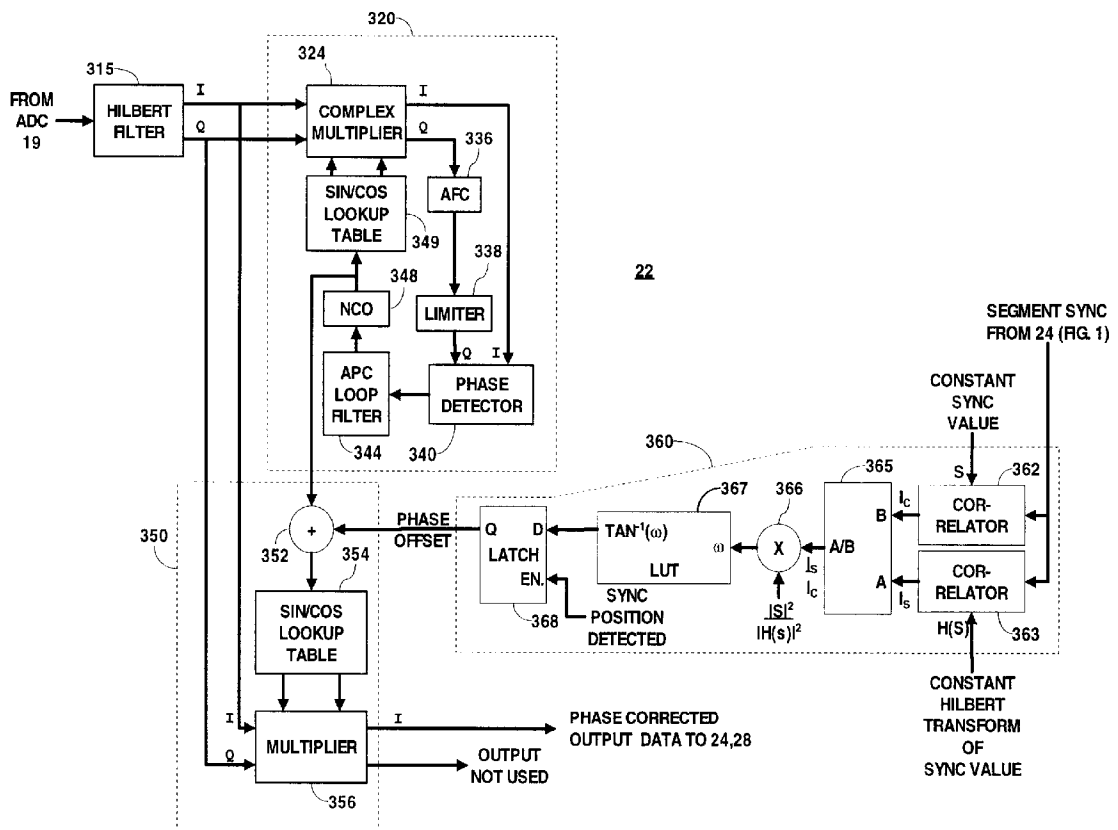 320
315
324
FROM
ADC
19
HILBERT
FILTER
I
Q
COMPLEX
MULTIPLIER
I
Q
336
AFC
SIN/COS
LOOKUP
TABLE
349
348
NCO
338
LIMITER
Q I
APC
LOOP
FILTER
344
PHASE
DETECTOR
340
22
SEGMENT SYNC
FROM 24 (FIG. 1)
CONSTANT
SYNC
VALUE
360
S
362
COR-
RELATOR
IC
365
B
A/B
A
IS
COR-
RELATOR
363
H(S)
CONSTANT
HILBERT
TRANSFORM
OF
SYNC VALUE
366
X
IS
IC
|S|²
|H(s)|²
367
TAN⁻¹(ω)
ω
LUT
Q D
LATCH
EN.
368
SYNC
POSITION
DETECTED
PHASE
OFFSET
350
+
352
354
SIN/COS
LOOKUP
TABLE
I
Q
MULTIPLIER
356
I
PHASE CORRECTED
OUTPUT DATA TO 24,28
OUTPUT
NOT USED